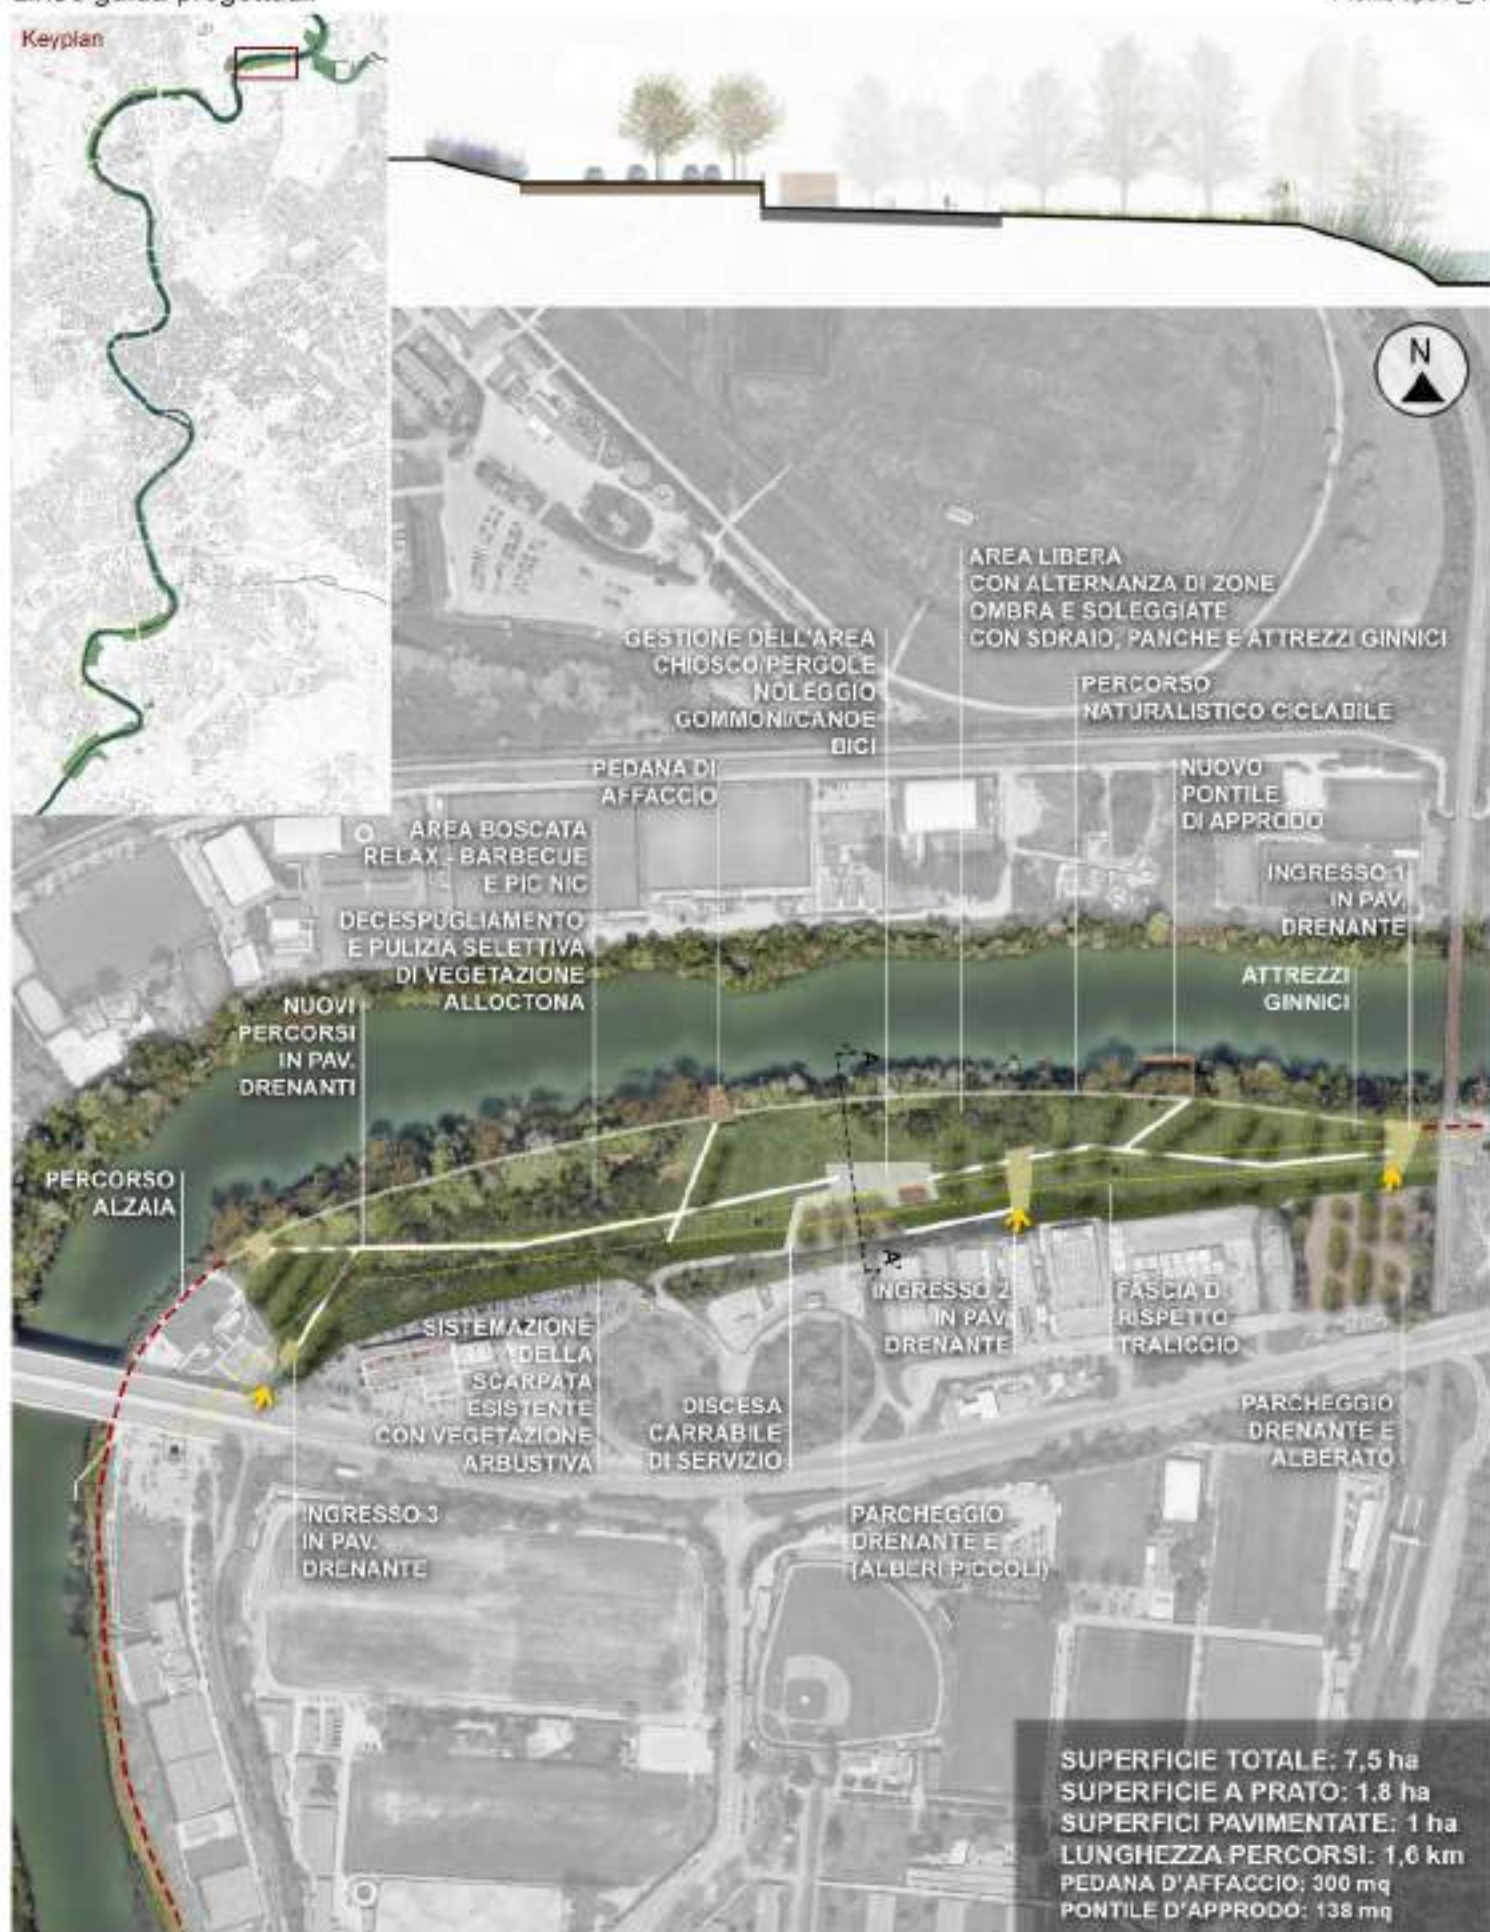 Keyplan
N
AREA LIBERA
CON ALTERNANZA DI ZONE
OMBRA E SOLEGGIATE
CON SDRAIO, PANCHE E ATTREZZI GINNICI
GESTIONE DELL'AREA
CHIOSCO/PERGOLE
NOLEGGIO
GOMMONI/CANOE
BICI
PERCORSO
NATURALISTICO CICLABILE
PEDANA DI
AFFACCIO
NUOVO
PONTILE
DI APPRODO
AREA BOSCATA
RELAX - BARBECUE
E PIC NIC
INGRESSO 1
IN PAV.
DRENANTE
DECESPUGLIAMENTO
E PULIZIA SELETTIVA
DI VEGETAZIONE
ALLOCTONA
ATTREZZI
GINNICI
NUOVI
PERCORSI
IN PAV.
DRENANTI
A
PERCORSO
ALZAIA
A'
INGRESSO 2
IN PAV.
DRENANTE
FASCIA DI
RISPETTO
TRALICCIO
SISTEMAZIONE
DELLA
SCARPATA
ESISTENTE
CON VEGETAZIONE
ARBUSTIVA
DISCESA
CARRABILE
DI SERVIZIO
PARCHEGGIO
DRENANTE E
ALBERATO
INGRESSO 3
IN PAV.
DRENANTE
PARCHEGGIO
DRENANTE E
(ALBERI PICCOLI)
SUPERFICIE TOTALE: 7,5 ha
SUPERFICIE A PRATO: 1.8 ha
SUPERFICI PAVIMENTATE: 1 ha
LUNGHEZZA PERCORSI: 1,6 km
PEDANA D'AFFACCIO: 300 mq
PONTILE D'APPRODO: 138 mq